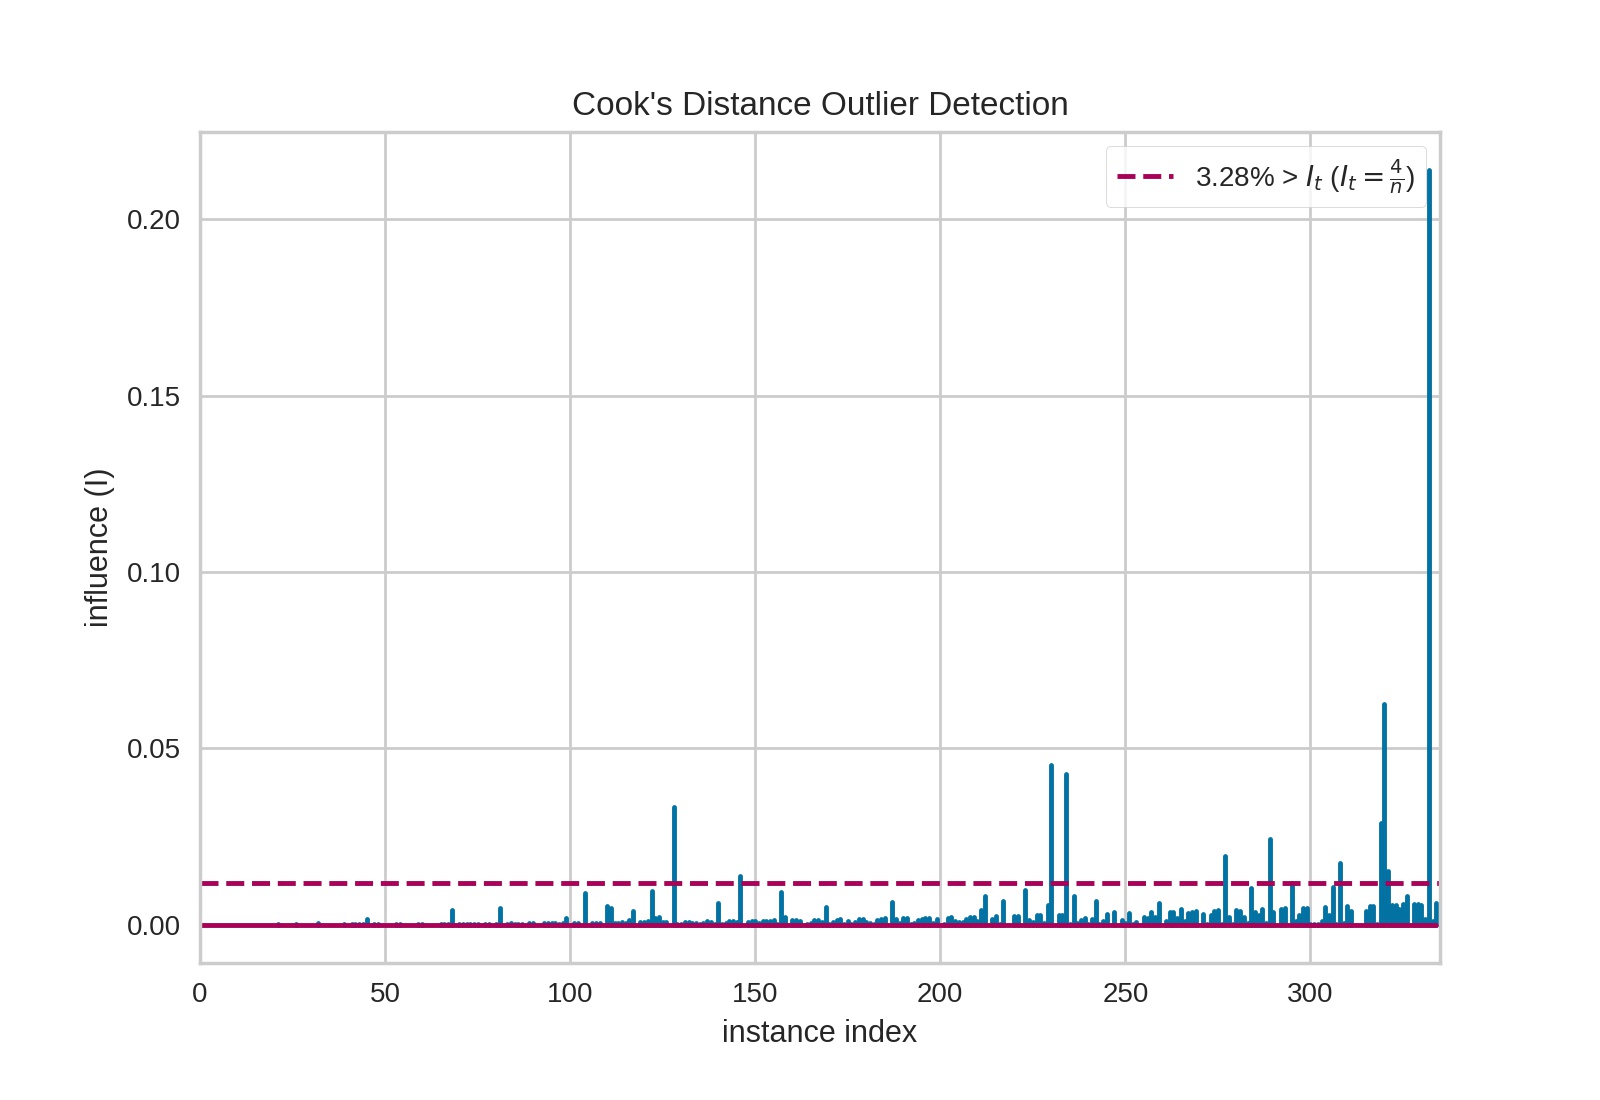 Cook's Distance Outlier Detection
3.28% > I_t (I_t = 4/n)
influence (I)
0.20
0.15
0.10
0.05
0.00
0 50 100 150 200 250 300
instance index